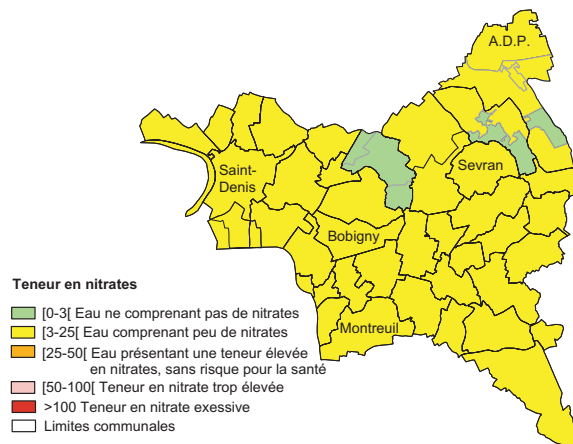 A.D.P.
Saint-
Denis
Sevran
Bobigny
Montreuil
Teneur en nitrates
[0-3[ Eau ne comprenant pas de nitrates
[3-25[ Eau comprenant peu de nitrates
[25-50[ Eau présentant une teneur élevée
en nitrates, sans risque pour la santé
[50-100[ Teneur en nitrate trop élevée
>100 Teneur en nitrate exessive
Limites communales